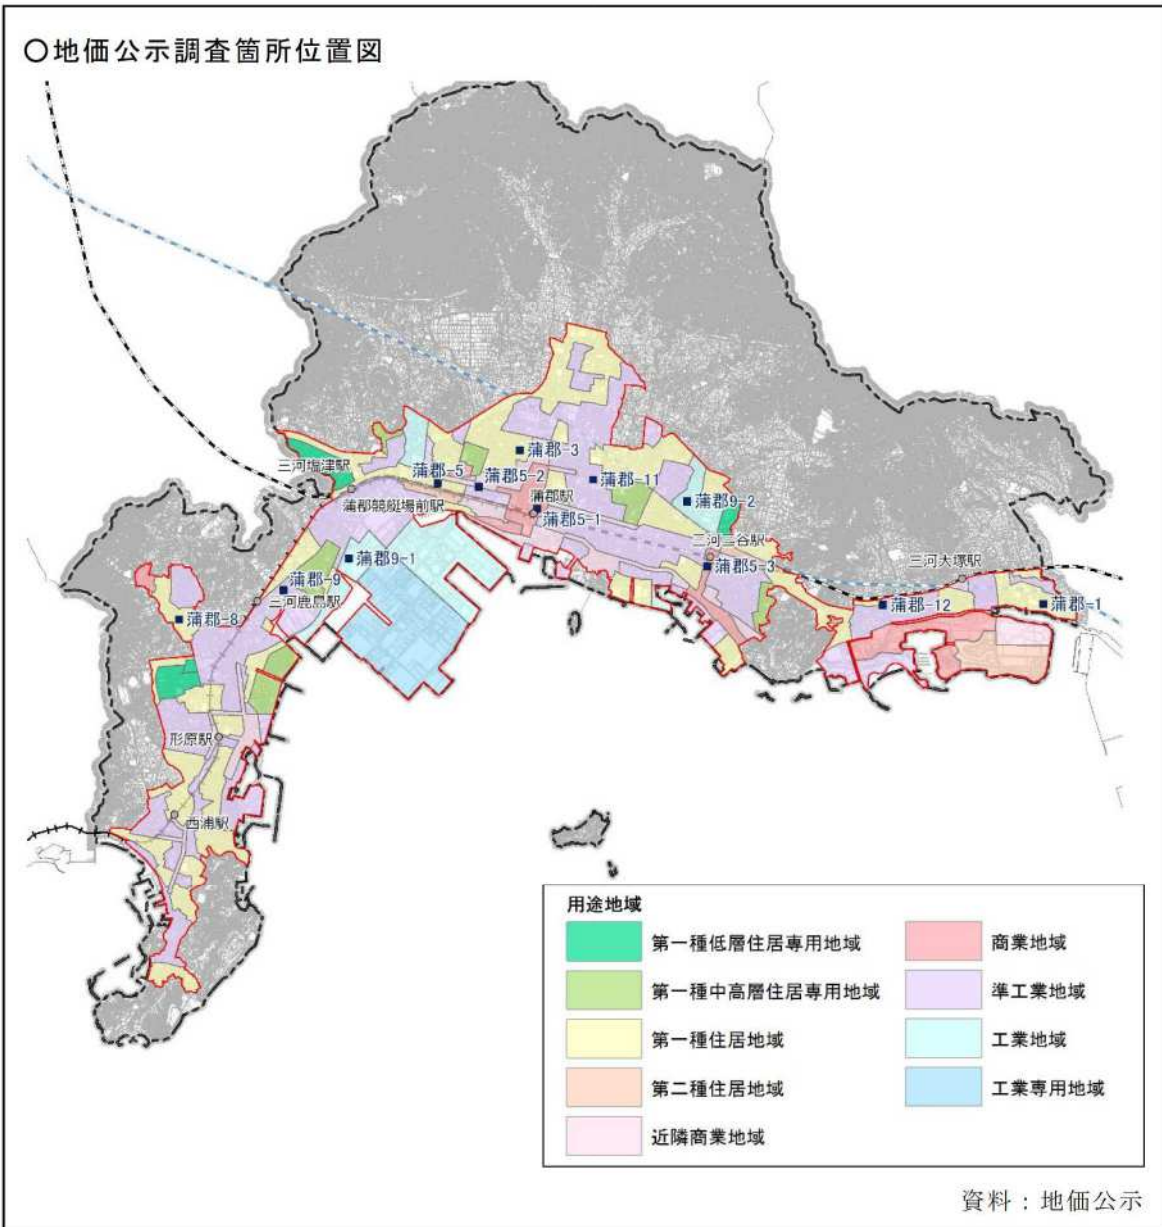 〇地価公示調査箇所位置図
三河塩津駅
蒲郡-5
蒲郡5-2
蒲郡-3
蒲郡-11
蒲郡競艇場前駅
蒲郡駅
蒲郡5-1
蒲郡9-2
三河三谷駅
三河大塚駅
蒲郡9-1
蒲郡-9
三河鹿島駅
蒲郡-8
蒲郡5-3
蒲郡-12
蒲郡-1
形原駅
西浦駅
用途地域
第一種低層住居専用地域
第一種中高層住居専用地域
第一種住居地域
第二種住居地域
近隣商業地域
商業地域
準工業地域
工業地域
工業専用地域
資料：地価公示